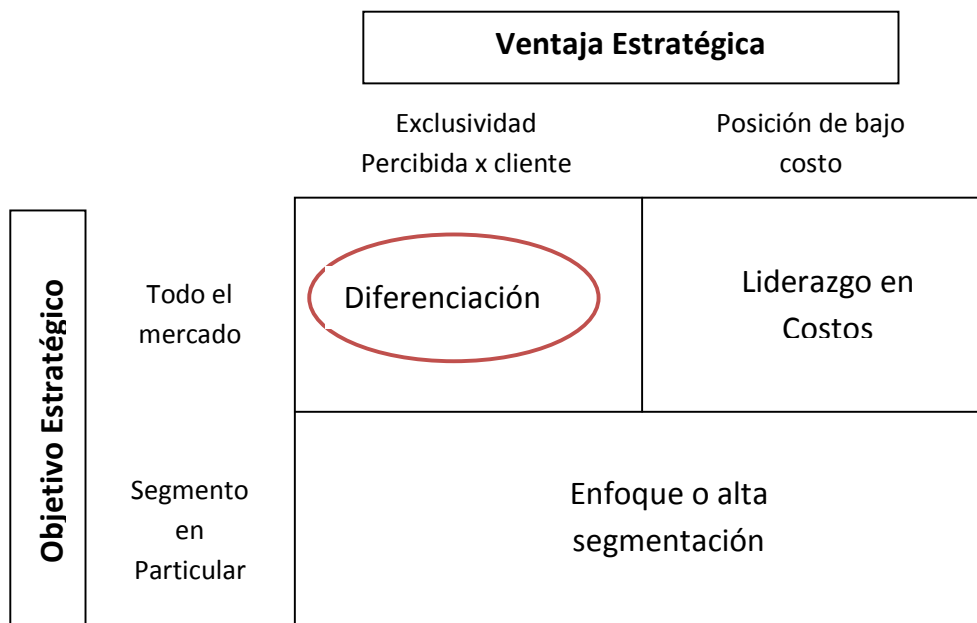 Ventaja Estratégica
Exclusividad
Percibida x cliente
Posición de bajo
costo
Objetivo Estratégico
Todo el
mercado
Diferenciación
Liderazgo en
Costos
Segmento
en
Particular
Enfoque o alta
segmentación